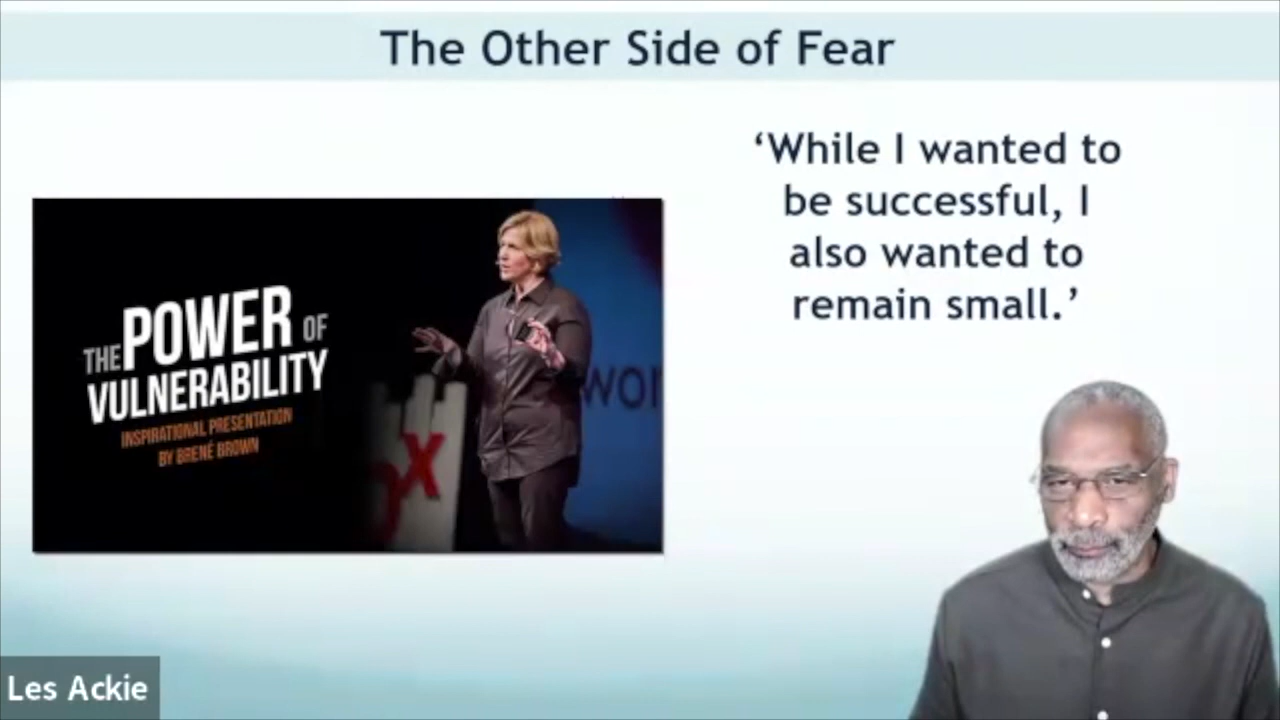 The Other Side of Fear
‘While I wanted to
be successful, I
also wanted to
remain small.’
THE POWER OF
VULNERABILITY
INSPIRATIONAL PRESENTATION
BY BRENÉ BROWN
x
wor
Les Ackie